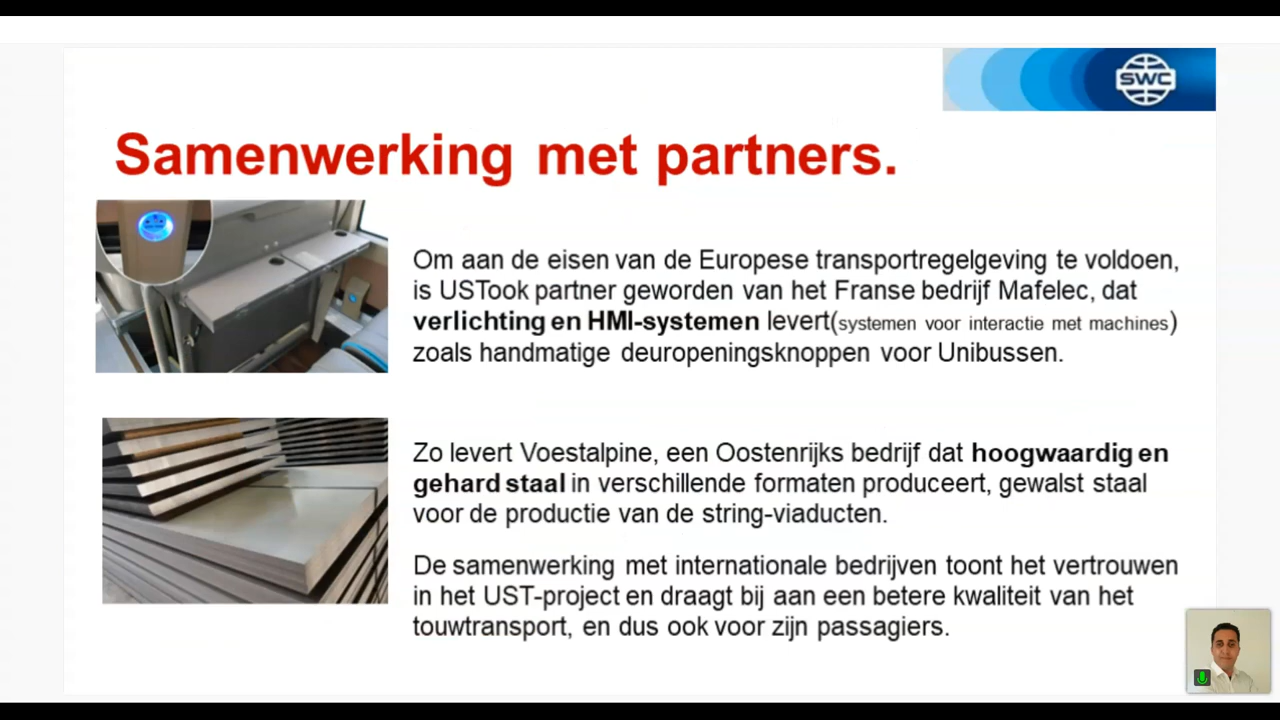 SWC
Samenwerking met partners.
Om aan de eisen van de Europese transportregelgeving te voldoen,
is USTook partner geworden van het Franse bedrijf Mafelec, dat
verlichting en HMI-systemen levert(systemen voor interactie met machines)
zoals handmatige deuropeningsknoppen voor Unibussen.
Zo levert Voestalpine, een Oostenrijks bedrijf dat hoogwaardig en
gehard staal in verschillende formaten produceert, gewalst staal
voor de productie van de string-viaducten.
De samenwerking met internationale bedrijven toont het vertrouwen
in het UST-project en draagt bij aan een betere kwaliteit van het
touwtransport, en dus ook voor zijn passagiers.